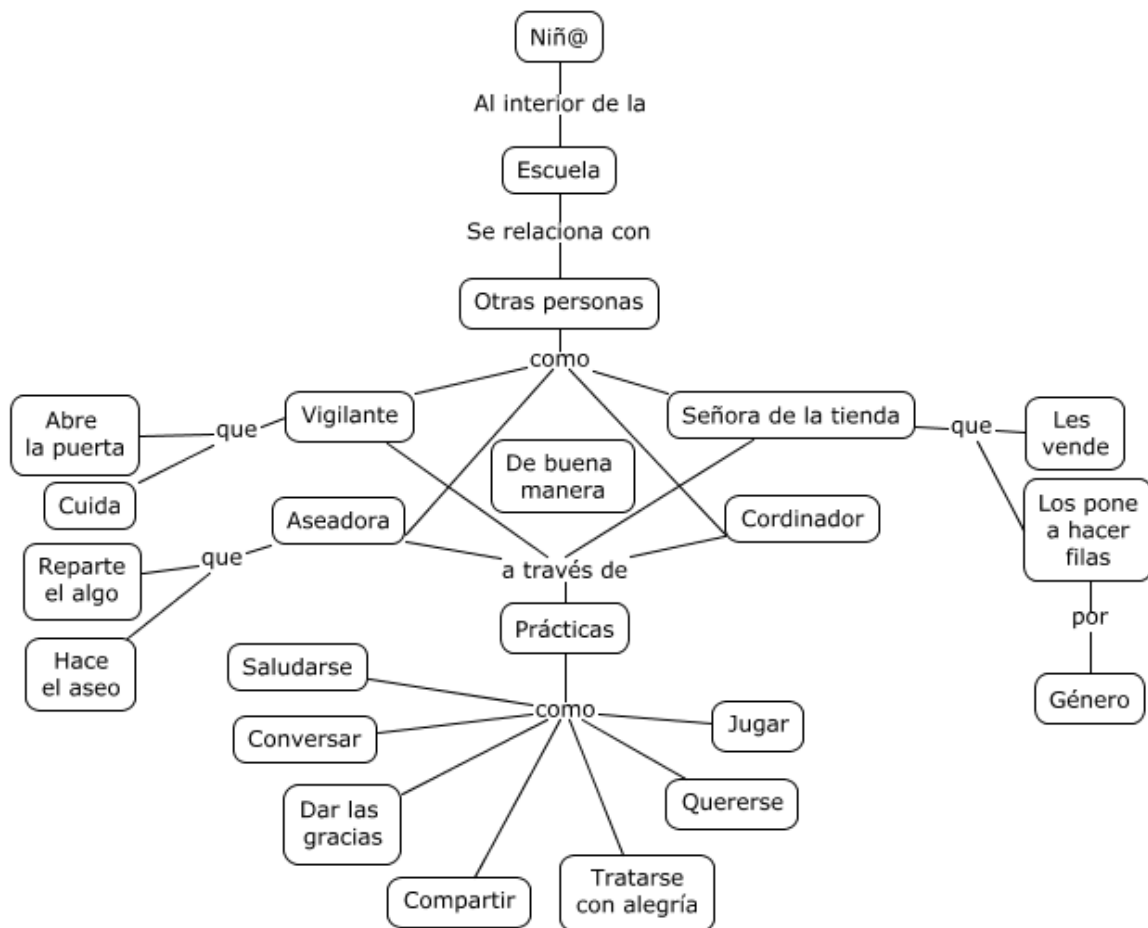 Niñ@
Al interior de la
Escuela
Se relaciona con
Otras personas
como
Vigilante
Señora de la tienda
Abre
la puerta
que
que
Les
vende
De buena
manera
Cuida
Aseadora
Cordinador
Los pone
a hacer
filas
que
Reparte
el algo
a través de
por
Prácticas
Hace
el aseo
Género
Saludarse
como
Jugar
Conversar
Quererse
Dar las
gracias
Compartir
Tratarse
con alegría